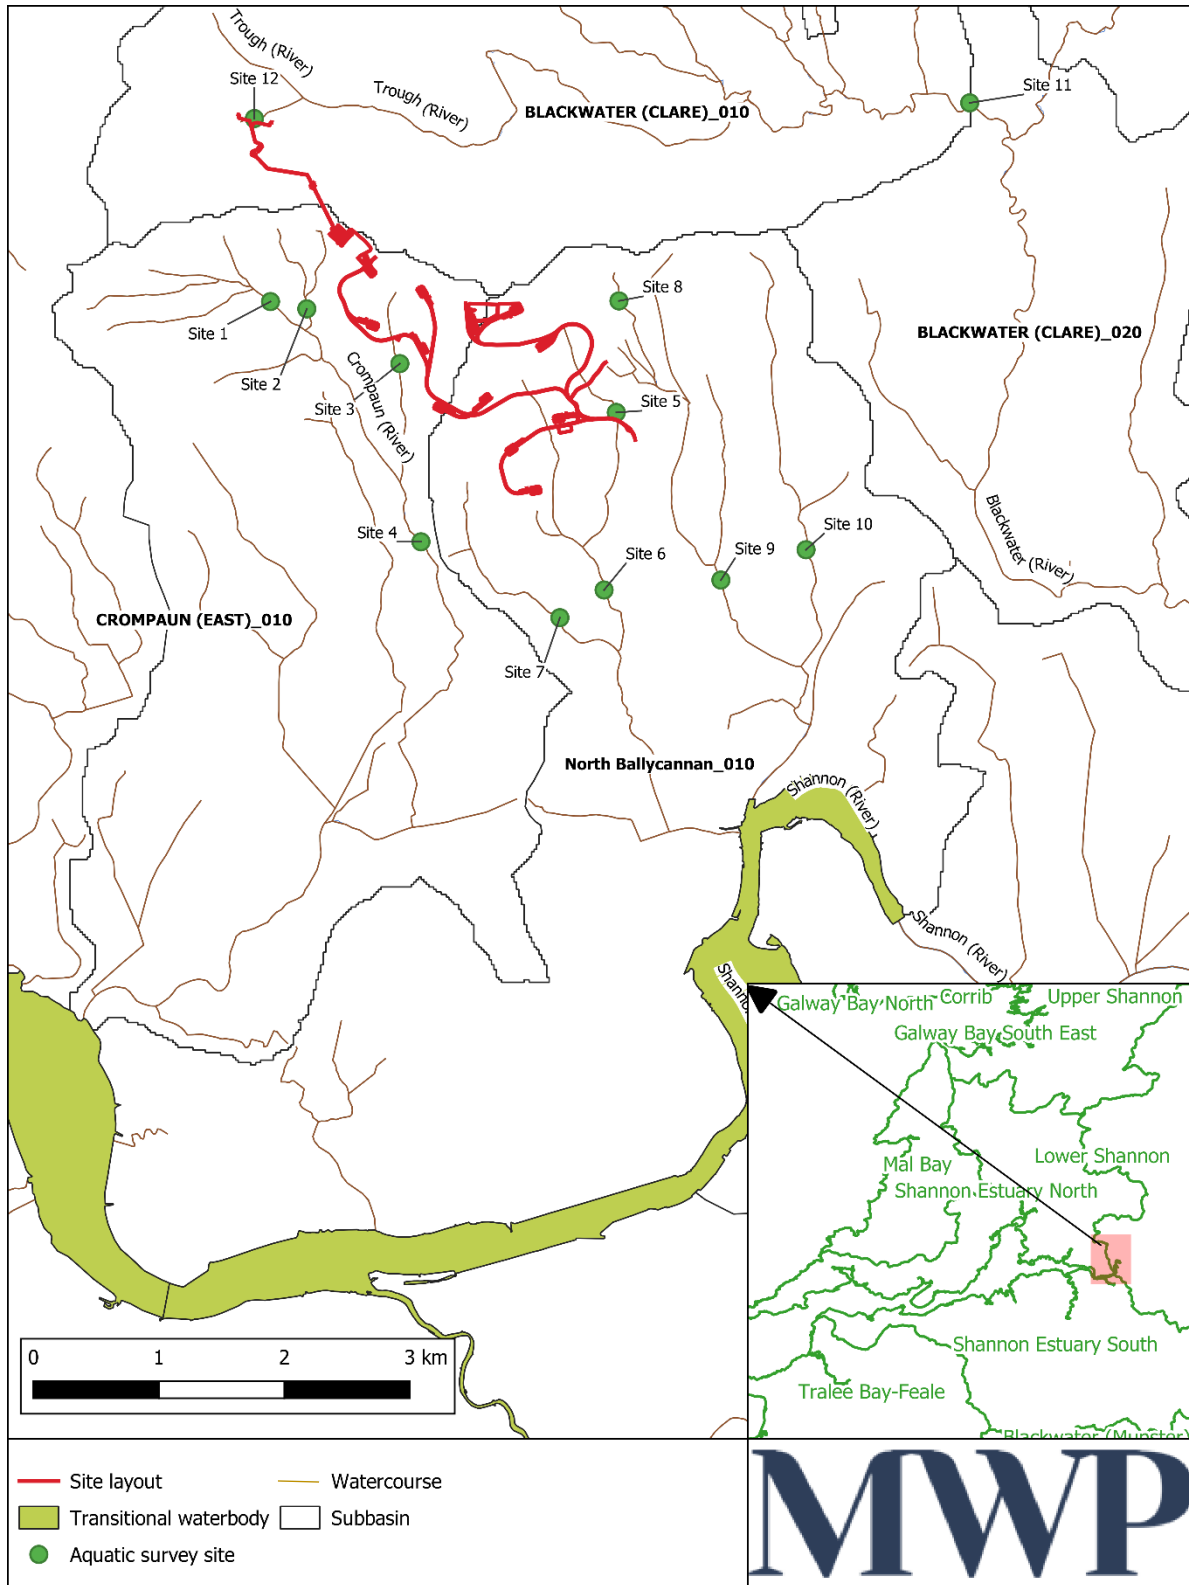 Trough (River)
Site 12
Trough (River)
BLACKWATER (CLARE)_010
Site 11
Site 1
Site 2
Site 3
Crompaun (River)
Site 8
Site 5
BLACKWATER (CLARE)_020
Site 4
Site 6
Site 9
Site 10
Blackwater (River)
CROMPAUN (EAST)_010
Site 7
North Ballycannan_010
Shannon (River)
Shannon (River)
Shanno
Galway Bay North
Corrib
Upper Shannon
Galway Bay South East
Mal Bay
Lower Shannon
Shannon Estuary North
Shannon Estuary South
Tralee Bay-Feale
Blackwater (Munster)
0 1 2 3 km
Site layout
Watercourse
Transitional waterbody
Subbasin
Aquatic survey site
MWP